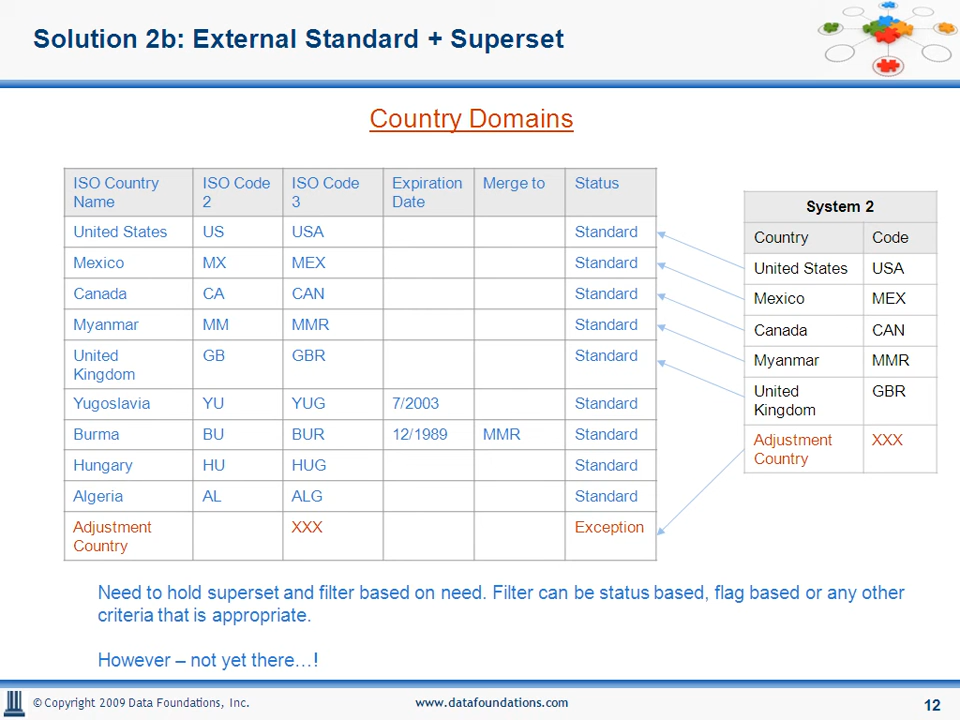 Solution 2b: External Standard + Superset
Country Domains
ISO Country Name ISO Code 2 ISO Code 3 Expiration Date Merge to Status
United States US USA Standard
Mexico MX MEX Standard
Canada CA CAN Standard
Myanmar MM MMR Standard
United Kingdom GB GBR Standard
Yugoslavia YU YUG 7/2003 Standard
Burma BU BUR 12/1989 MMR Standard
Hungary HU HUG Standard
Algeria AL ALG Standard
Adjustment Country XXX Exception
System 2
Country Code
United States USA
Mexico MEX
Canada CAN
Myanmar MMR
United Kingdom GBR
Adjustment Country XXX
Need to hold superset and filter based on need. Filter can be status based, flag based or any other
criteria that is appropriate.
However – not yet there…!
© Copyright 2009 Data Foundations, Inc. www.datafoundations.com 12